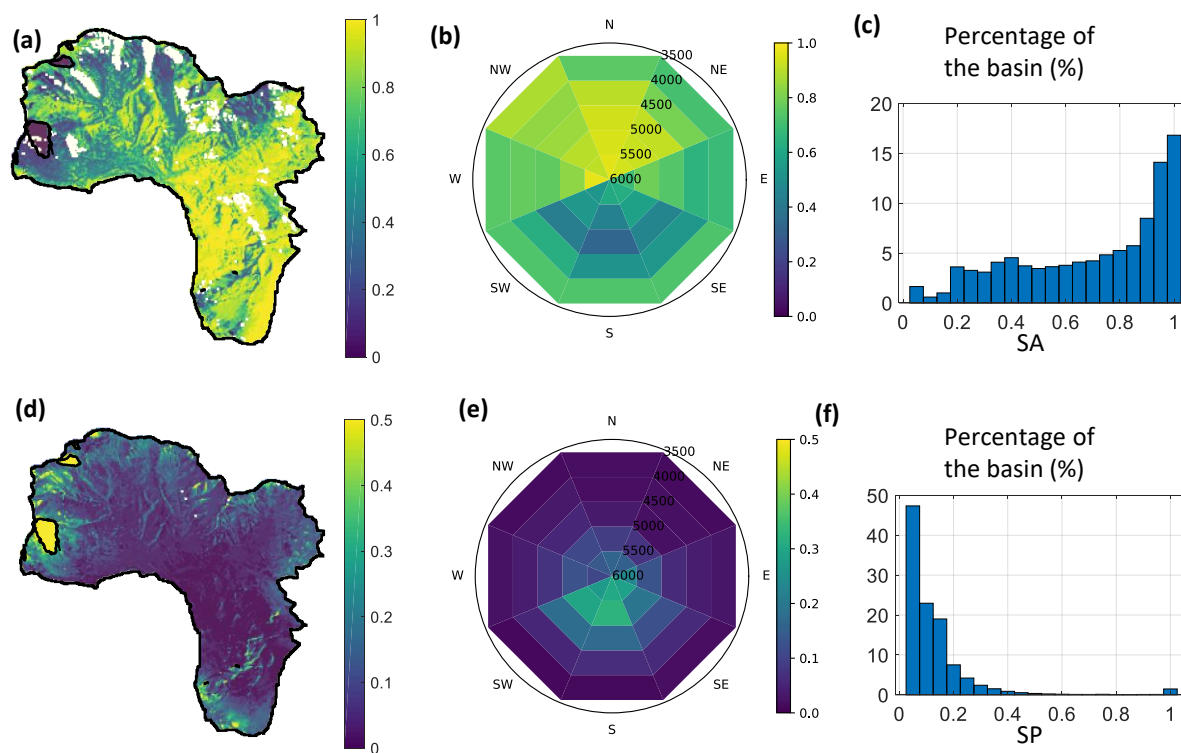 (a)
1
0.8
0.6
0.4
0.2
0
(b)
N
NE
E
SE
S
SW
W
NW
3500
4000
4500
5000
5500
6000
1.0
0.8
0.6
0.4
0.2
0.0
(c)
Percentage of
the basin (%)
20
15
10
5
0
0 0.2 0.4 0.6 0.8 1
SA
(d)
0.5
0.4
0.3
0.2
0.1
0
(e)
N
NE
E
SE
S
SW
W
NW
3500
4000
4500
5000
5500
6000
0.5
0.4
0.3
0.2
0.1
0.0
(f)
Percentage of
the basin (%)
50
40
30
20
10
0
0 0.2 0.4 0.6 0.8 1
SP